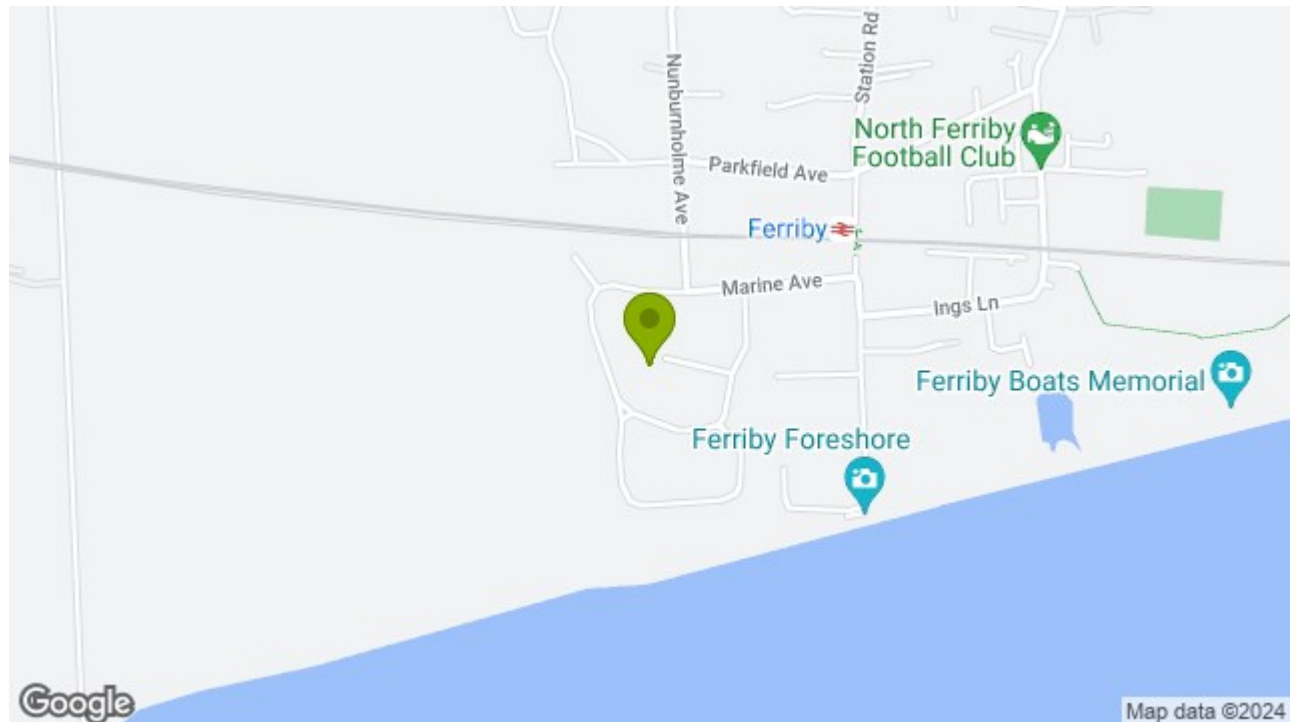 Nunburnholme Ave
Station Rd
North Ferriby
Football Club
Parkfield Ave
Ferriby
Marine Ave
Ings Ln
Ferriby Boats Memorial
Ferriby Foreshore
Google
Map data ©2024